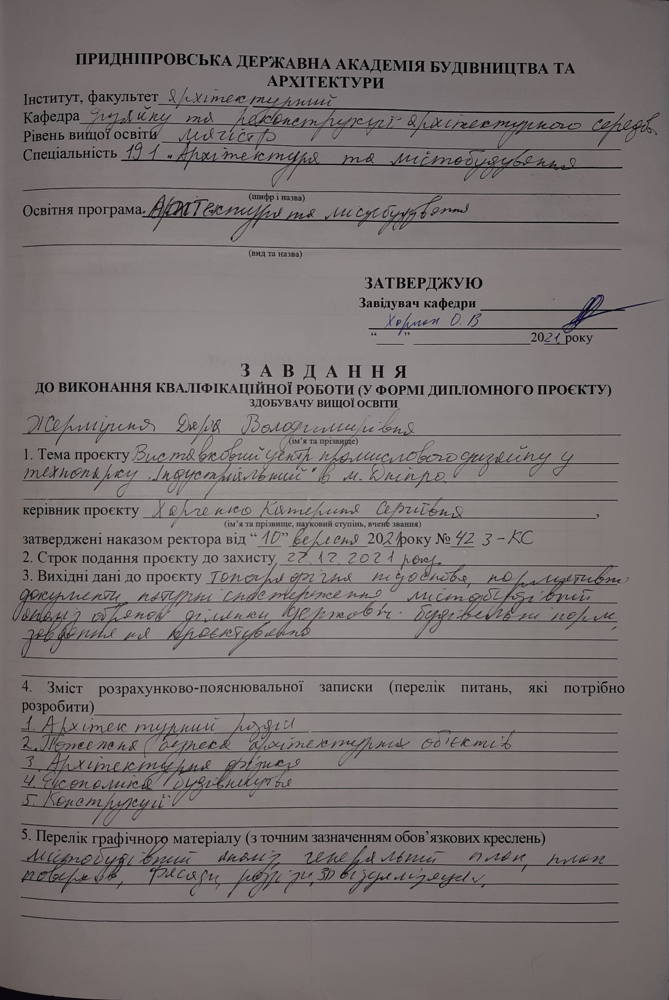 ПРИДНІПРОВСЬКА ДЕРЖАВНА АКАДЕМІЯ БУДІВНИЦТВА ТА
АРХІТЕКТУРИ
Інститут, факультет архітектурний
Кафедра дизайну та реконструкції архітектурного середов.
Рівень вищої освіти магістр
Спеціальність 191 „Архітектура та містобудування
(шифр і назва)
Освітня програма Архітектура та містобудування
(вид та назва)
ЗАТВЕРДЖУЮ
Завідувач кафедри
О. В
“____” ____________ 2021 року
З А В Д А Н Н Я
ДО ВИКОНАННЯ КВАЛІФІКАЦІЙНОЇ РОБОТИ (У ФОРМІ ДИПЛОМНОГО ПРОЄКТУ)
ЗДОБУВАЧУ ВИЩОЇ ОСВІТИ
Дар'я Володимирівна
(ім’я та прізвище)
1. Тема проєкту Виставковий центр промислового дизайну у
технопарку „Індустріальний" в м. Дніпро.
керівник проєкту Харченко Катерина Сергіївна,
(ім’я та прізвище, науковий ступінь, вчене звання)
затверджені наказом ректора від “10” вересня 2021 року № 42 3-КС
2. Строк подання проєкту до захисту 27.12.2021 року.
3. Вихідні дані до проєкту топографічна підоснова, нормативні
документи, натурні спостереження, містобудівний
аналіз обраної ділянки, державн. будівельні норм.,
завдання на проєктування
4. Зміст розрахунково-пояснювальної записки (перелік питань, які потрібно
розробити)
1. Архітектурний розділ
2. Пожежна безпека архітектурних об'єктів
3. Архітектурна фізика
4. Економіка будівництва
5. Конструкції
5. Перелік графічного матеріалу (з точним зазначенням обов’язкових креслень)
містобудівний аналіз, генеральний план, план
поверхів, фасади, розрізи, 3D візуалізація.